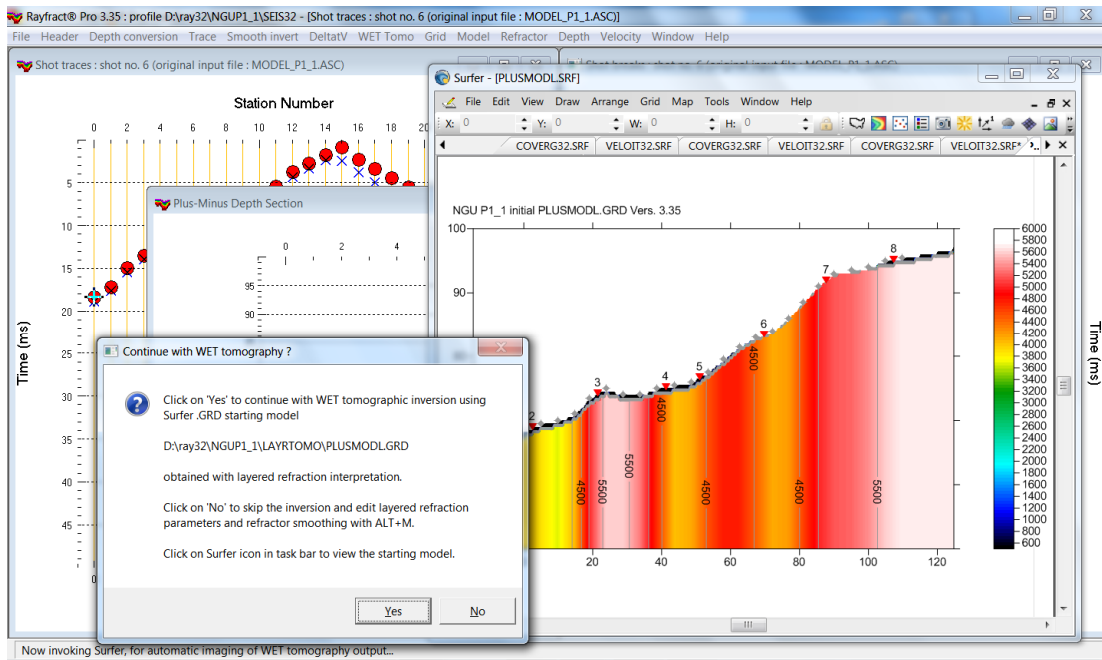 Rayfract® Pro 3.35 : profile D:\ray32\NGUP1_1\SEIS32 - [Shot traces : shot no. 6 (original input file : MODEL_P1_1.ASC)]
File Header Depth conversion Trace Smooth invert DeltatV WET Tomo Grid Model Refractor Depth Velocity Window Help
Shot traces : shot no. 6 (original input file : MODEL_P1_1.ASC)
Station Number
0 2 4 6 8 10 12 14 16 18 20
5
10
15
20
25
30
35
40
45
0
Time (ms)
Plus-Minus Depth Section
0 2 4
95
90
Surfer - [PLUSMODL.SRF]
File Edit View Draw Arrange Grid Map Tools Window Help
X: 0 Y: 0 W: 0 H: 0
COVERG32.SRF VELOIT32.SRF COVERG32.SRF VELOIT32.SRF COVERG32.SRF VELOIT32.SRF*
NGU P1_1 initial PLUSMODL.GRD Vers. 3.35
100
90
2 3 4 5 6 7 8
4500 5500 5500 4500 4500 4500 4500 5500
20 40 60 80 100 120
6000
5800
5600
5400
5200
5000
4800
4600
4400
4200
4000
3800
3600
3400
3200
3000
2800
2600
2400
2200
2000
1800
1600
1400
1200
1000
800
600
Time (ms)
Continue with WET tomography ?
Click on 'Yes' to continue with WET tomographic inversion using
Surfer .GRD starting model
D:\ray32\NGUP1_1\LAYRTOMO\PLUSMODL.GRD
obtained with layered refraction interpretation.
Click on 'No' to skip the inversion and edit layered refraction
parameters and refractor smoothing with ALT+M.
Click on Surfer icon in task bar to view the starting model.
Yes
No
Now invoking Surfer, for automatic imaging of WET tomography output...